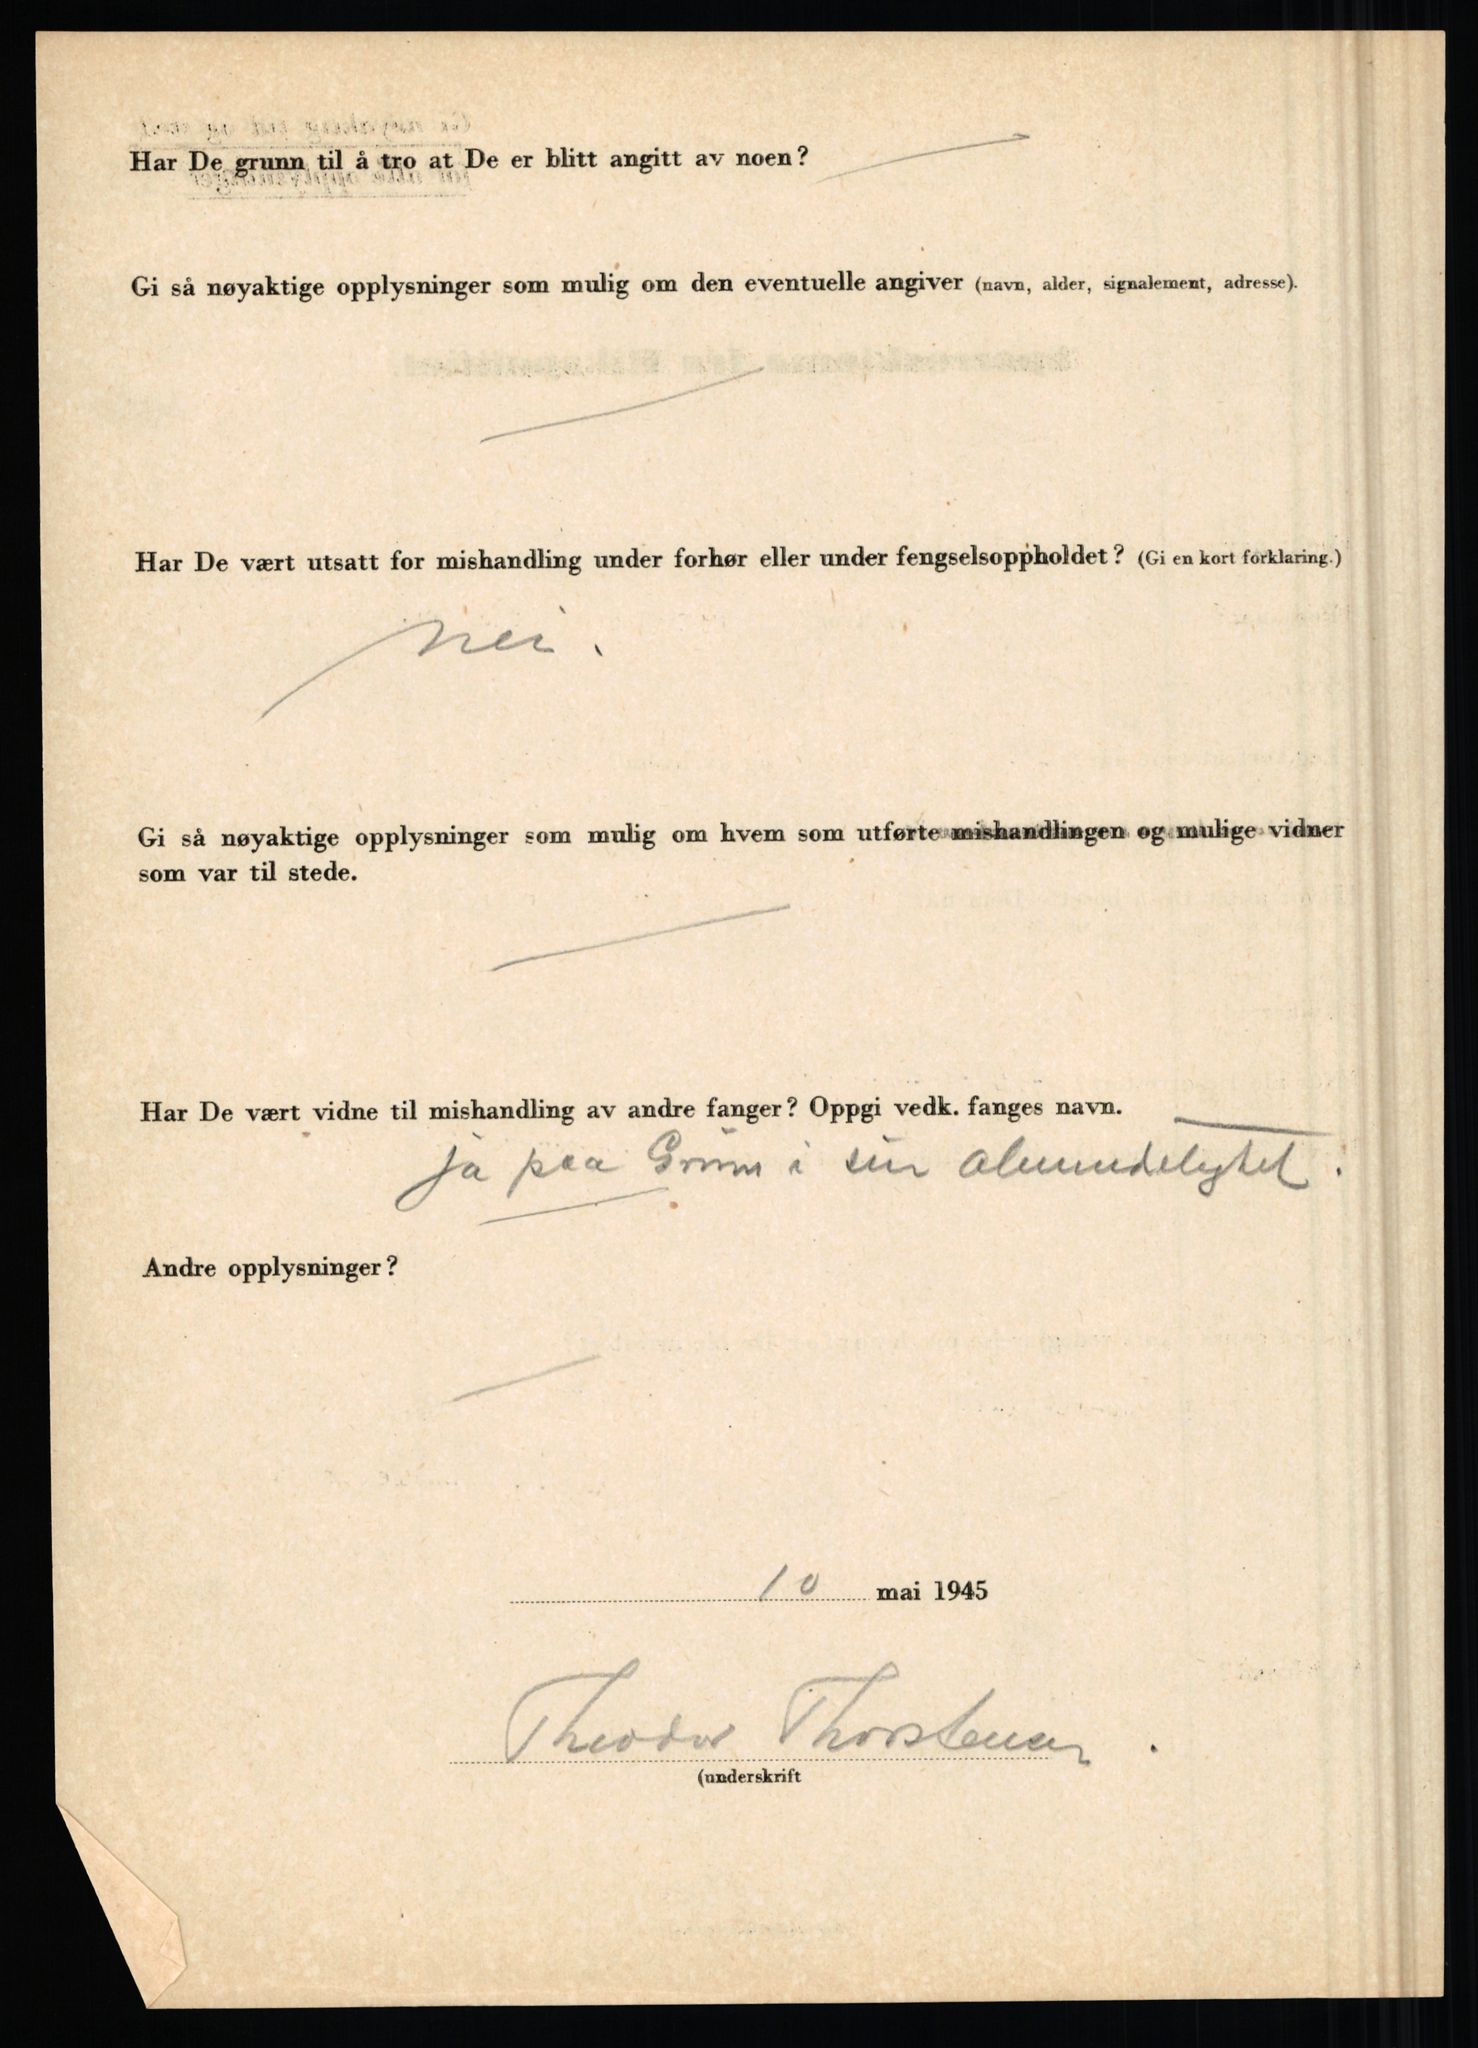 Har De grunn til å tro at De er blitt angitt av noen?
Gi så nøyaktige opplysninger som mulig om den eventuelle angiver (navn, alder, signalement, adresse).
Har De vært utsatt for mishandling under forhør eller under fengselsoppholdet? (Gi en kort forklaring.)
nei.
Gi så nøyaktige opplysninger som mulig om hvem som utførte mishandlingen og mulige vidner
som var til stede.
Har De vært vidne til mishandling av andre fanger? Oppgi vedk. fanges navn.
ja paa Grini i sin
Andre opplysninger?
10 mai 1945
Theodor Thorstensen.
(underskrift